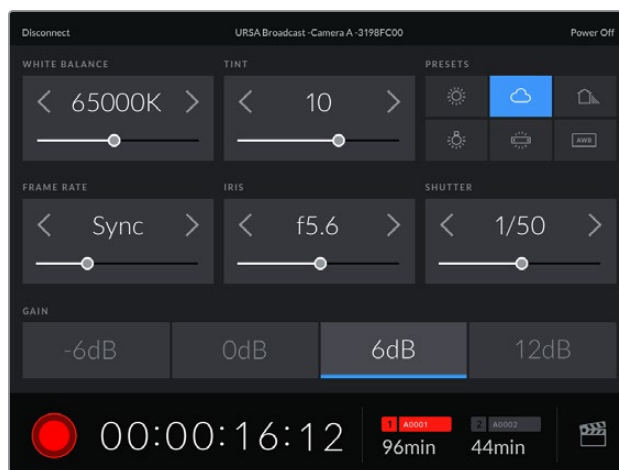 Disconnect URSA Broadcast -Camera A -3198FC00 Power Off
WHITE BALANCE TINT PRESETS
65000K 10
AWB
FRAME RATE IRIS SHUTTER
Sync f5.6 1/50
GAIN
-6dB 0dB 6dB 12dB
00:00:16:12
1 A0001 2 A0002
96min 44min